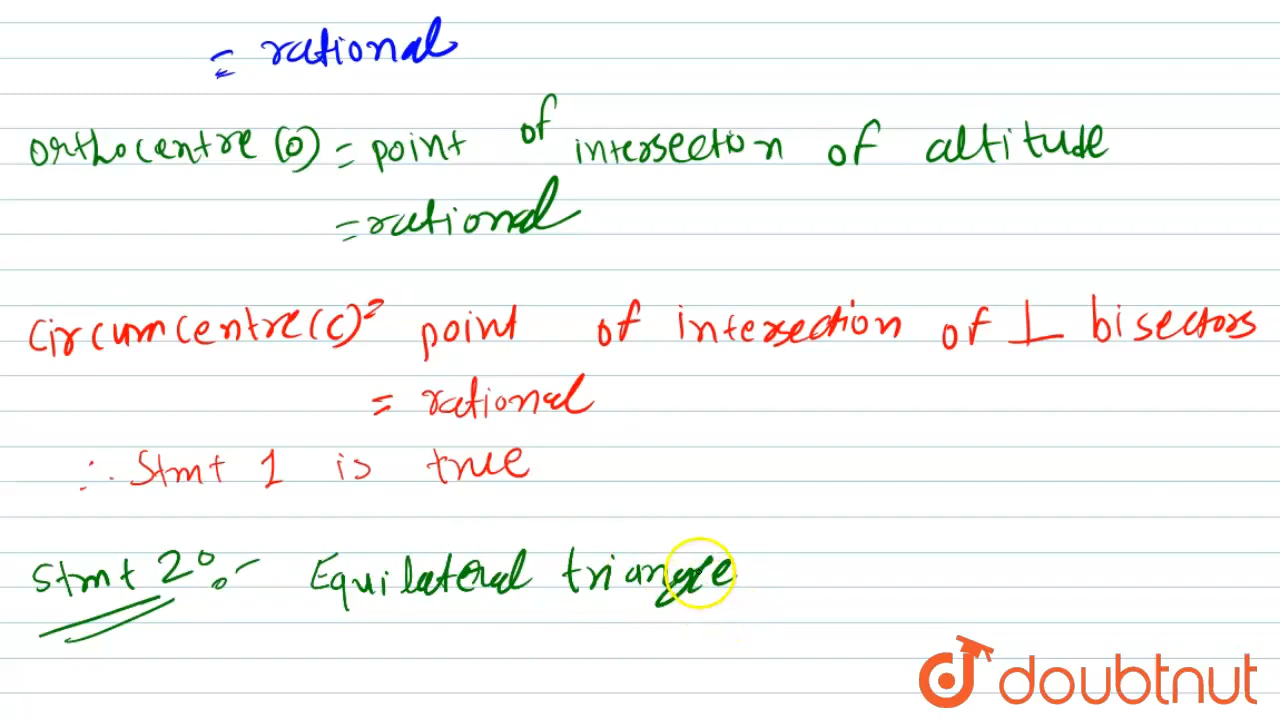 = rational
orthocentre (o) = point of intersection of altitude
= rational
Circumcentre (c) = point of intersection of ⊥ bisectors
= rational
∴ Stmt 1 is true
Stmt 2 :- Equilateral triangle
doubtnut